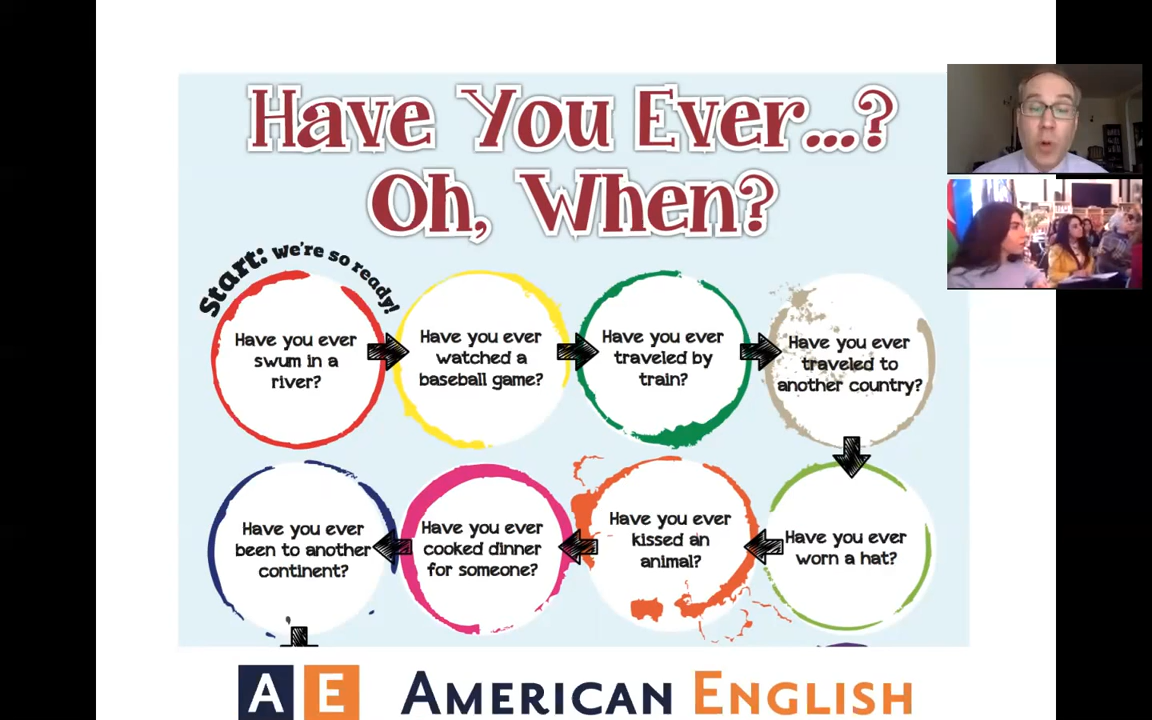 Have You Ever...?
Oh, When?
Start: We're so ready!
Have you ever
swum in a
river?
Have you ever
watched a
baseball game?
Have you ever
traveled by
train?
Have you ever
traveled to
another country?
Have you ever
worn a hat?
Have you ever
kissed an
animal?
Have you ever
cooked dinner
for someone?
Have you ever
been to another
continent?
AE AMERICAN ENGLISH